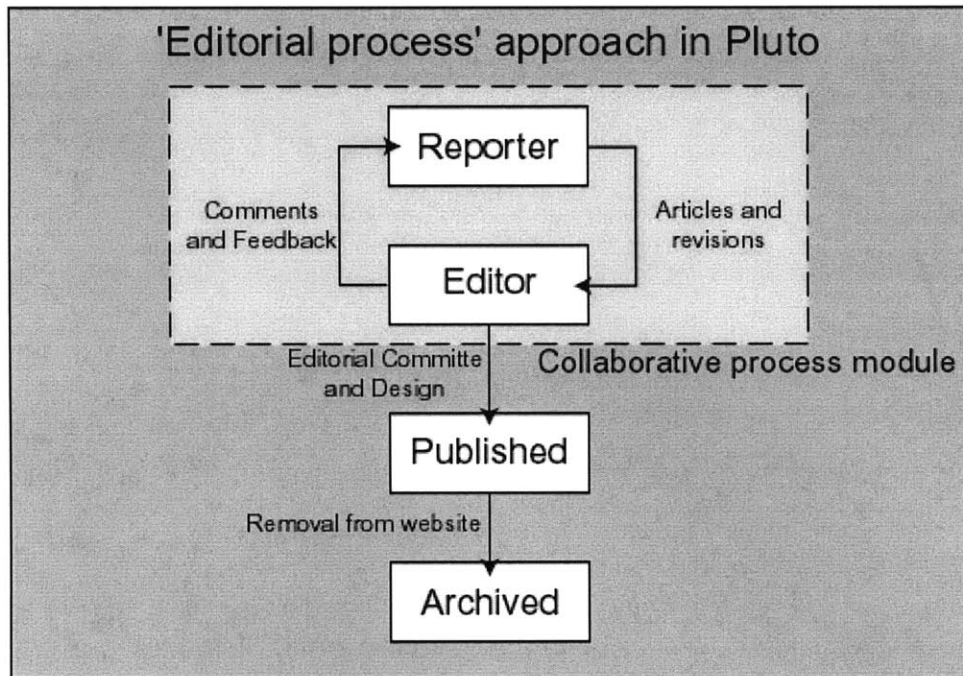 'Editorial process' approach in Pluto
Reporter
Comments
and Feedback
Articles and
revisions
Editor
Editorial Committe
and Design
Collaborative process module
Published
Removal from website
Archived